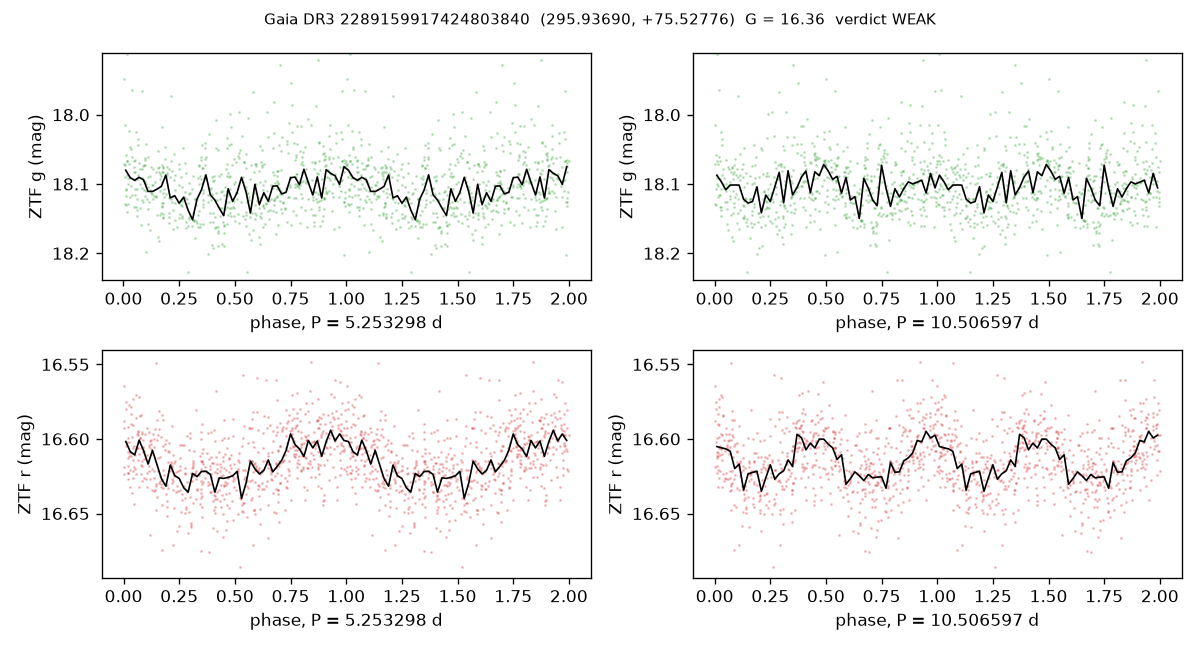 Gaia DR3 2289159917424803840 (295.93690, +75.52776) G = 16.36 verdict WEAK
ZTF g (mag)
18.0
18.1
18.2
0.00 0.25 0.50 0.75 1.00 1.25 1.50 1.75 2.00
phase, P = 5.253298 d
ZTF g (mag)
18.0
18.1
18.2
0.00 0.25 0.50 0.75 1.00 1.25 1.50 1.75 2.00
phase, P = 10.506597 d
ZTF r (mag)
16.55
16.60
16.65
0.00 0.25 0.50 0.75 1.00 1.25 1.50 1.75 2.00
phase, P = 5.253298 d
ZTF r (mag)
16.55
16.60
16.65
0.00 0.25 0.50 0.75 1.00 1.25 1.50 1.75 2.00
phase, P = 10.506597 d